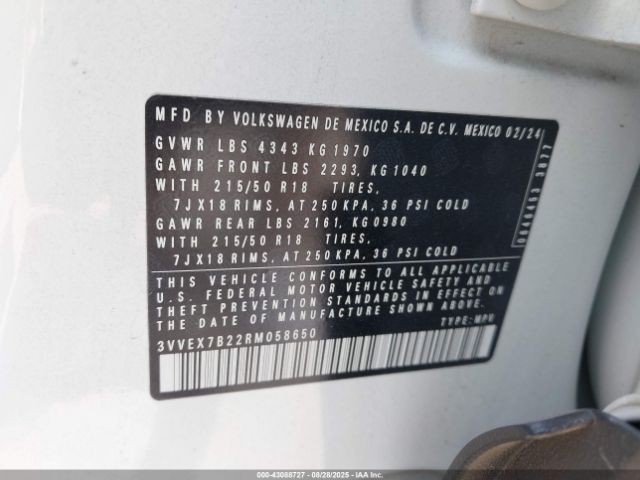 MFD BY VOLKSWAGEN DE MEXICO S.A. DE C.V. MEXICO 02/24
GVWR LBS 4343 KG 1970
GAWR FRONT LBS 2293, KG 1040
WITH 215/50 R18 TIRES,
7JX18 RIMS, AT 250 KPA, 36 PSI COLD
GAWR REAR LBS 2161, KG 0980
WITH 215/50 R18 TIRES,
7JX18 RIMS, AT 250 KPA, 36 PSI COLD
THIS VEHICLE CONFORMS TO ALL APPLICABLE
U.S. FEDERAL MOTOR VEHICLE SAFETY AND
THEFT PREVENTION STANDARDS IN EFFECT ON
THE DATE OF MANUFACTURE SHOWN ABOVE.
3VVEX7B22RM058650 TYPE: MPV
3877
000-43088727 - 08/28/2025 - IAA Corp.